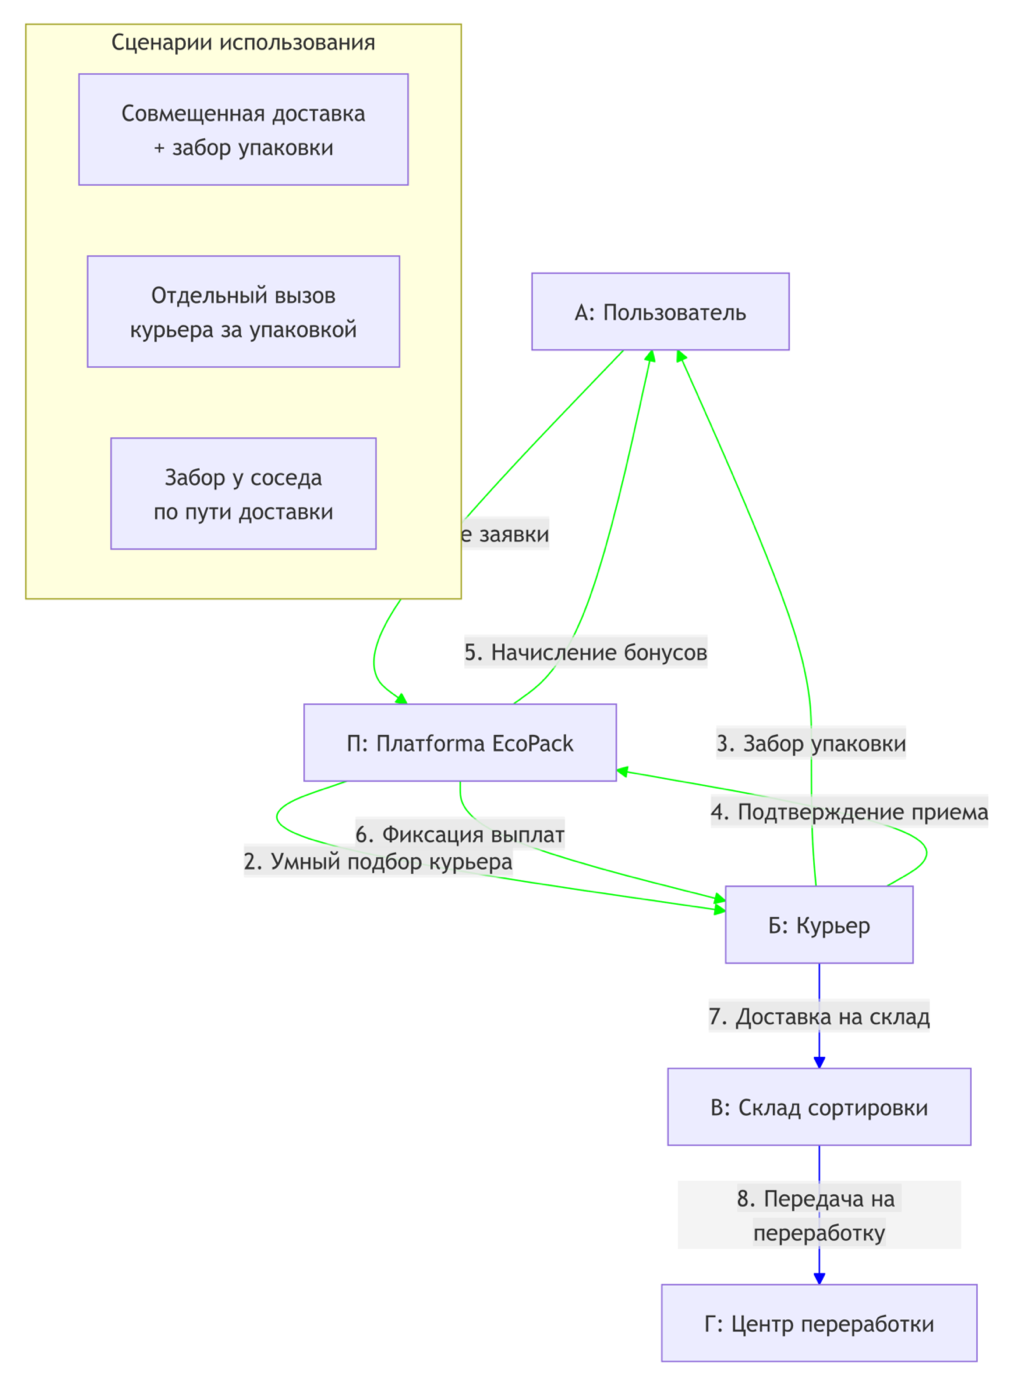 Сценарии использования
Совмещенная доставка
+ забор упаковки
Отдельный вызов
курьера за упаковкой
Забор у соседа
по пути доставки
А: Пользователь
заявки
5. Начисление бонусов
П: Платforma EcoPack
3. Забор упаковки
4. Подтверждение приема
6. Фиксация выплат
2. Умный подбор курьера
Б: Курьер
7. Доставка на склад
В: Склад сортировки
8. Передача на
переработку
Г: Центр переработки